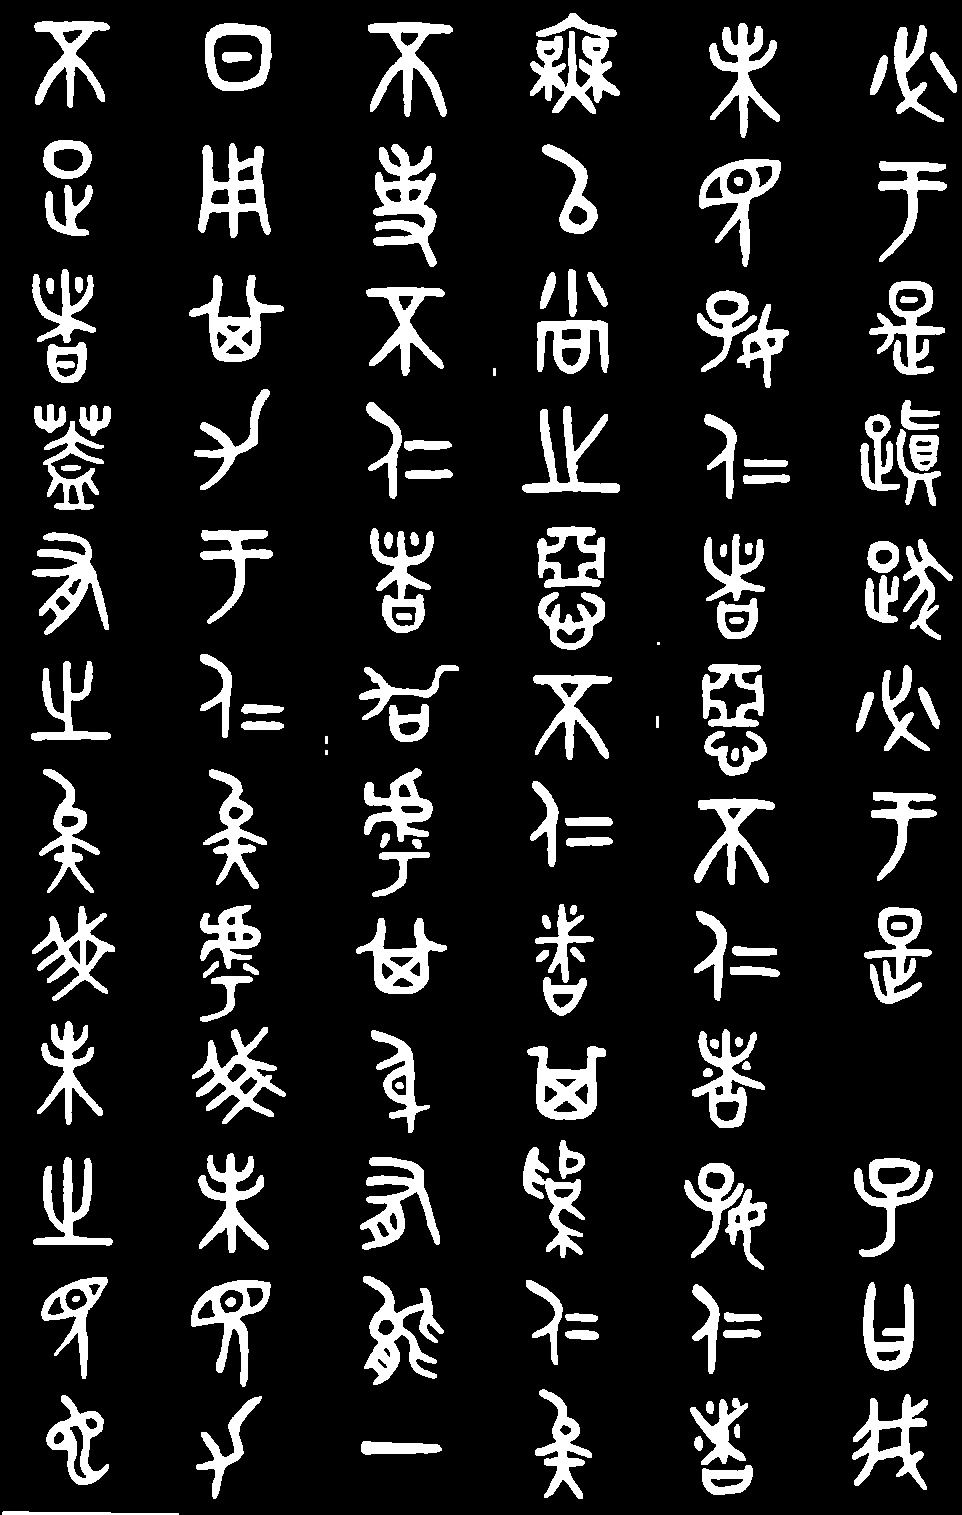 必于是蹎跋必于是子曰我
未見好仁者惡不仁者好仁者
無以尚之惡不仁者其為仁矣
不使不仁者加乎其身有能一
日用其力于仁矣乎我未見力
不足者蓋有之矣我未之見也